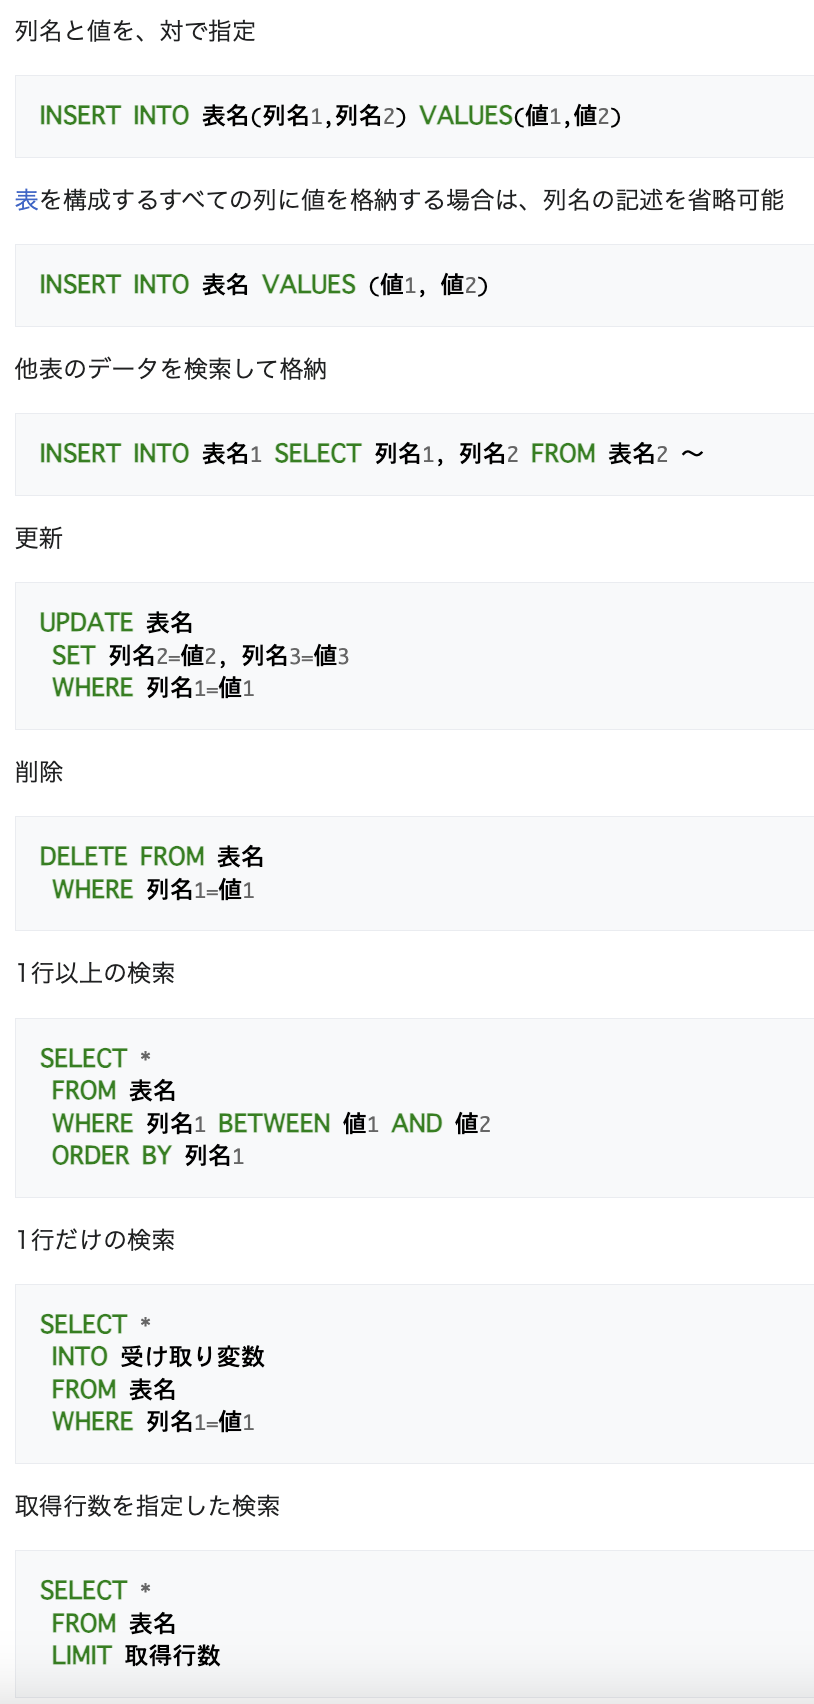 列名と値を、対で指定
INSERT INTO 表名(列名1,列名2) VALUES(値1,値2)
表を構成するすべての列に値を格納する場合は、列名の記述を省略可能
INSERT INTO 表名 VALUES (値1, 値2)
他表のデータを検索して格納
INSERT INTO 表名1 SELECT 列名1, 列名2 FROM 表名2 〜
更新
UPDATE 表名
SET 列名2=値2, 列名3=値3
WHERE 列名1=値1
削除
DELETE FROM 表名
WHERE 列名1=値1
1行以上の検索
SELECT *
FROM 表名
WHERE 列名1 BETWEEN 値1 AND 値2
ORDER BY 列名1
1行だけの検索
SELECT *
INTO 受け取り変数
FROM 表名
WHERE 列名1=値1
取得行数を指定した検索
SELECT *
FROM 表名
LIMIT 取得行数